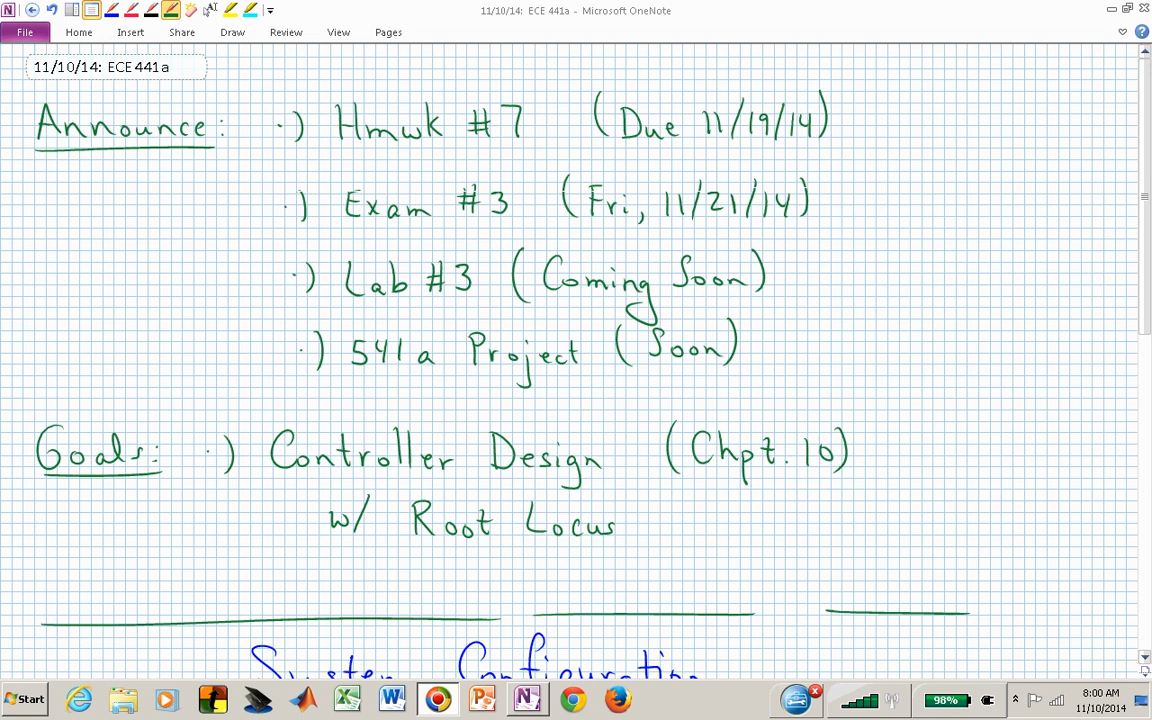 11/10/14: ECE 441a - Microsoft OneNote
File Home Insert Share Draw Review View Pages
11/10/14: ECE 441a
Announce: ·) Hmwk #7 (Due 11/19/14)
·) Exam #3 (Fri, 11/21/14)
·) Lab #3 (Coming Soon)
·) 541a Project (Soon)
Goals: ·) Controller Design (Chpt. 10)
w/ Root Locus
System Configuration
Start 98% 8:00 AM
11/10/2014